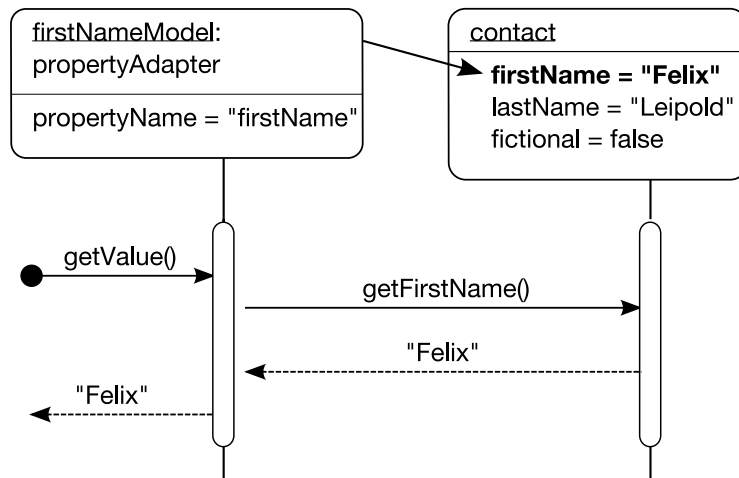 firstNameModel:
propertyAdapter
propertyName = "firstName"
contact
firstName = "Felix"
lastName = "Leipold"
fictional = false
getValue()
getFirstName()
"Felix"
"Felix"